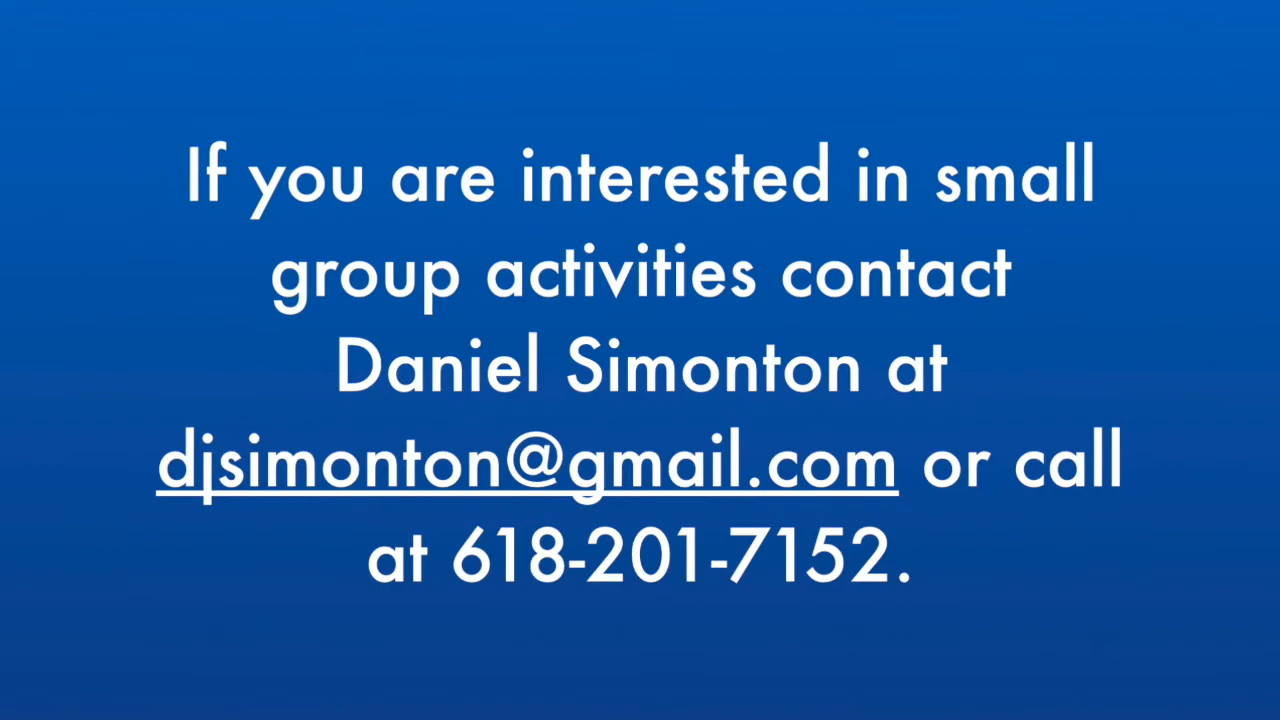 If you are interested in small
group activities contact
Daniel Simonton at
djsimonton@gmail.com or call
at 618-201-7152.